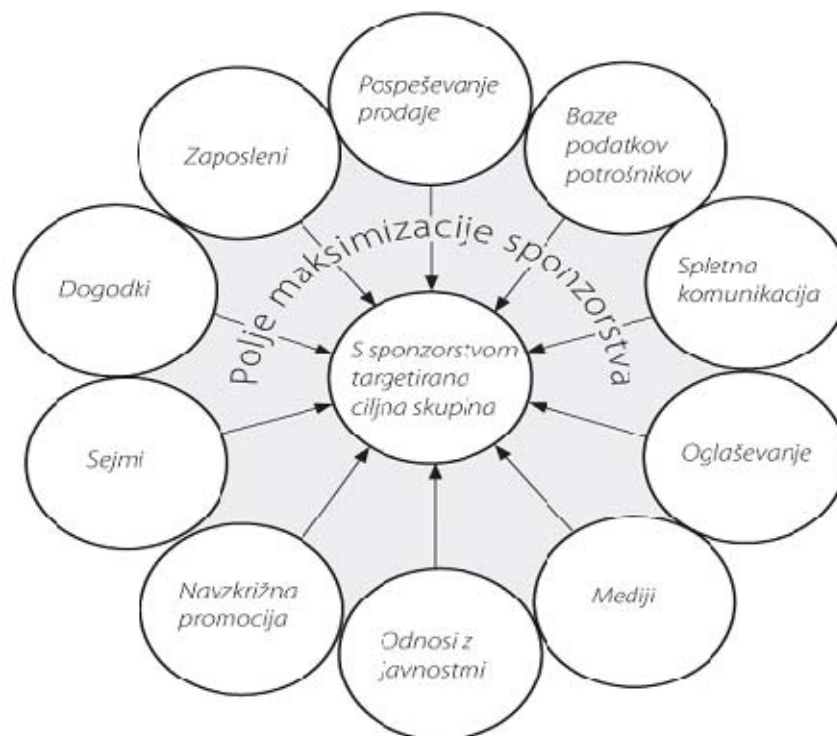 Pospeševanje
prodaje
Baze
podatkov
potrošnikov
Zaposleni
Spletna
komunikacija
Dogodki
Polje maksimizacije sponzorstva
S sponzorstvom
targetirana
ciljna skupina
Oglaševanje
Sejmi
Mediji
Navzkrižna
promocija
Odnosi z
javnostmi